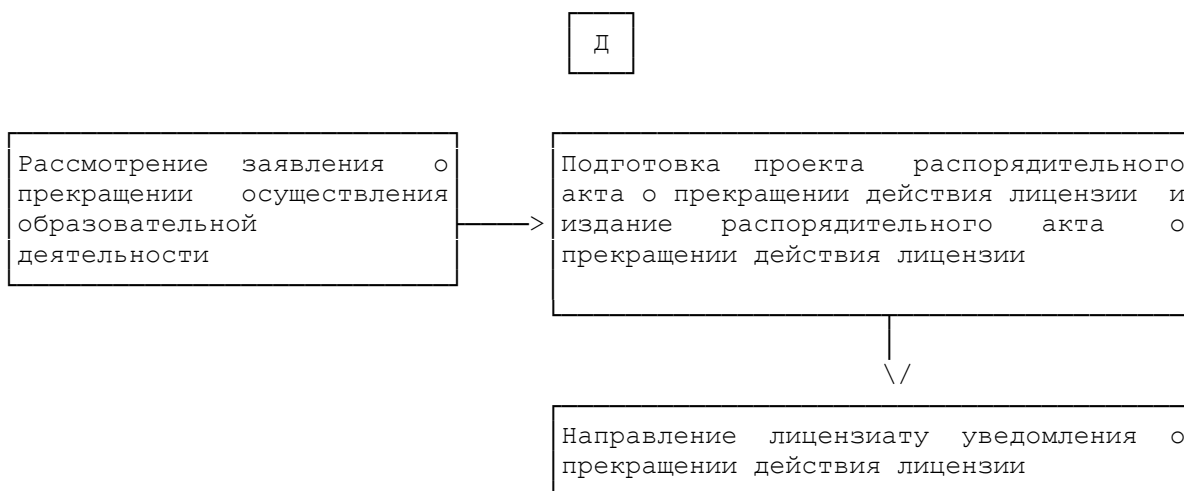 Д
Рассмотрение заявления о
прекращении осуществления
образовательной
деятельности
Подготовка проекта распорядительного
акта о прекращении действия лицензии и
издание распорядительного акта о
прекращении действия лицензии
Направление лицензиату уведомления о
прекращении действия лицензии